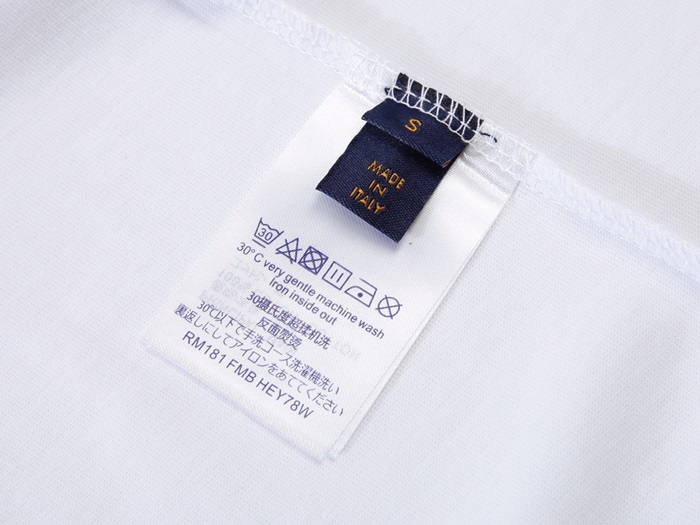 S
MADE
IN
ITALY
30
30°C very gentle machine wash
Iron inside out
30摄氏度超揉机洗
反面熨烫
30℃以下で手洗コース洗濯機洗い
裏返しにしてアイロンをあててください
RM181 FMB HEY78W